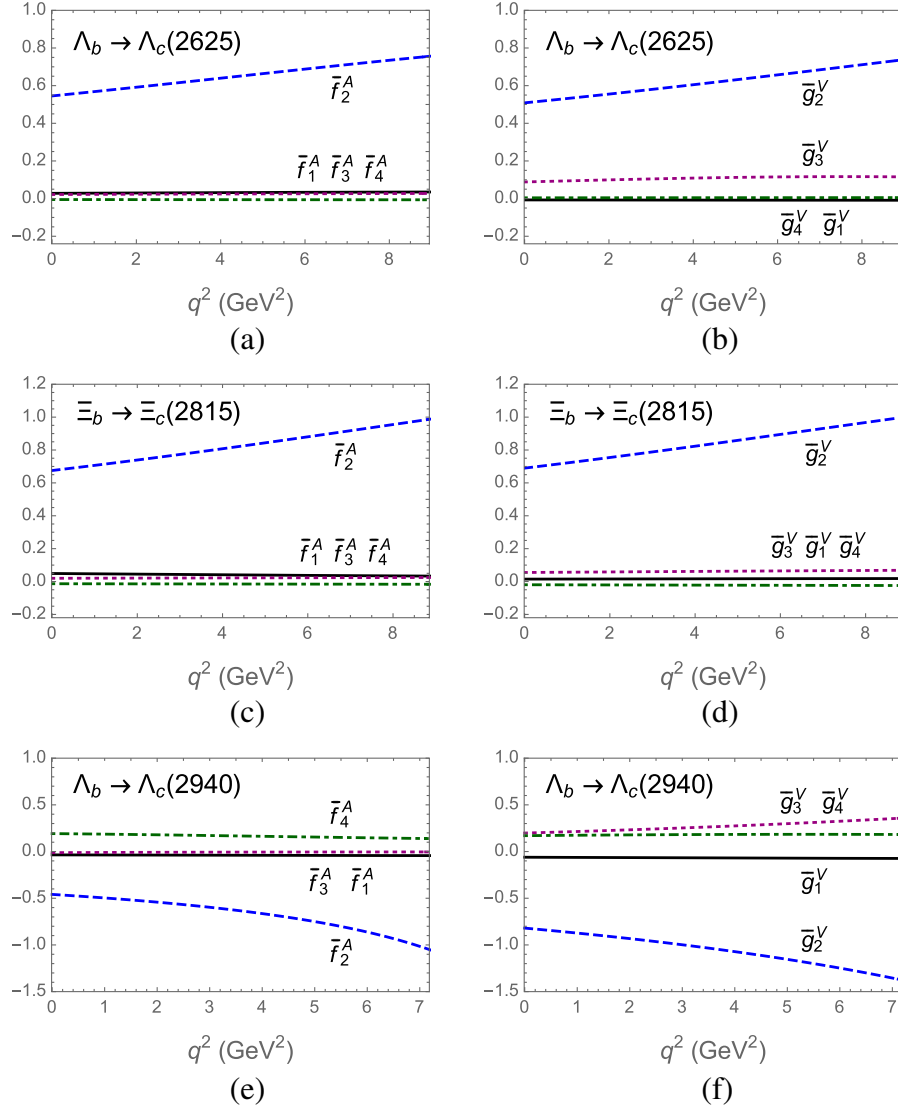 Λb → Λc(2625)
f̄₂ᴬ
f̄₁ᴬ f̄₃ᴬ f̄₄ᴬ
1.0
0.8
0.6
0.4
0.2
0.0
−0.2
0 2 4 6 8
q² (GeV²)
(a)
Λb → Λc(2625)
ḡ₂ⱽ
ḡ₃ⱽ
ḡ₄ⱽ ḡ₁ⱽ
1.0
0.8
0.6
0.4
0.2
0.0
−0.2
0 2 4 6 8
q² (GeV²)
(b)
Ξb → Ξc(2815)
f̄₂ᴬ
f̄₁ᴬ f̄₃ᴬ f̄₄ᴬ
1.2
1.0
0.8
0.6
0.4
0.2
0.0
−0.2
0 2 4 6 8
q² (GeV²)
(c)
Ξb → Ξc(2815)
ḡ₂ⱽ
ḡ₃ⱽ ḡ₁ⱽ ḡ₄ⱽ
1.2
1.0
0.8
0.6
0.4
0.2
0.0
−0.2
0 2 4 6 8
q² (GeV²)
(d)
Λb → Λc(2940)
f̄₄ᴬ
f̄₃ᴬ f̄₁ᴬ
f̄₂ᴬ
1.0
0.5
0.0
−0.5
−1.0
−1.5
0 1 2 3 4 5 6 7
q² (GeV²)
(e)
Λb → Λc(2940)
ḡ₃ⱽ ḡ₄ⱽ
ḡ₁ⱽ
ḡ₂ⱽ
1.0
0.5
0.0
−0.5
−1.0
−1.5
0 1 2 3 4 5 6 7
q² (GeV²)
(f)